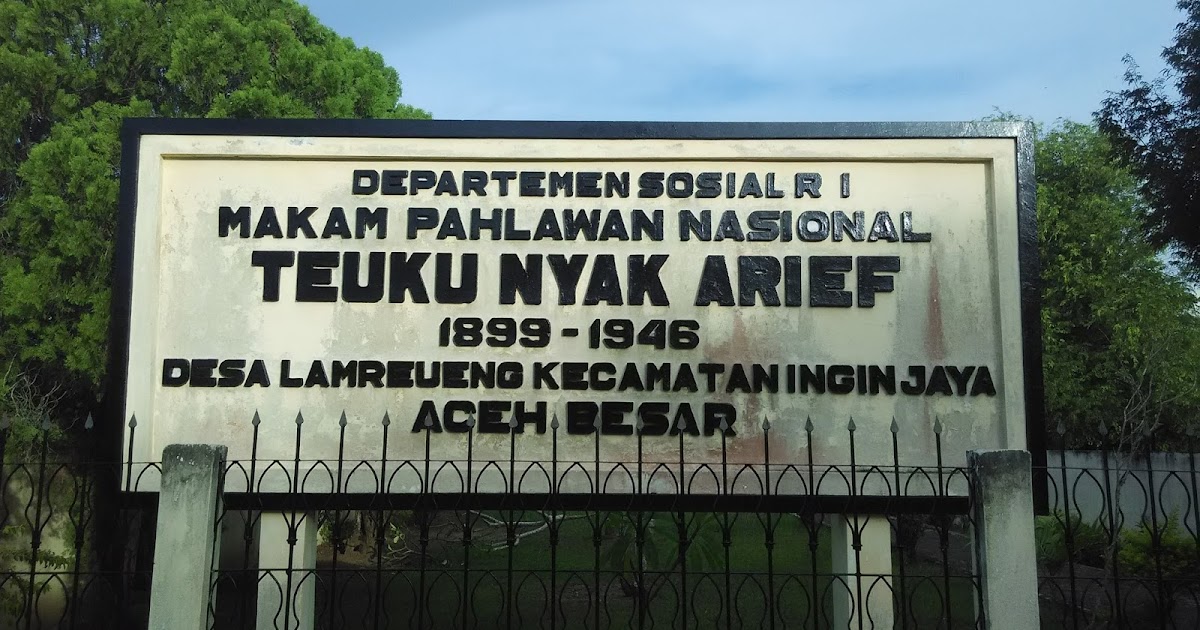 DEPARTEMEN SOSIAL R I
MAKAM PAHLAWAN NASIONAL
TEUKU NYAK ARIEF
1899 - 1946
DESA LAMREUENG KECAMATAN INGIN JAYA
ACEH BESAR